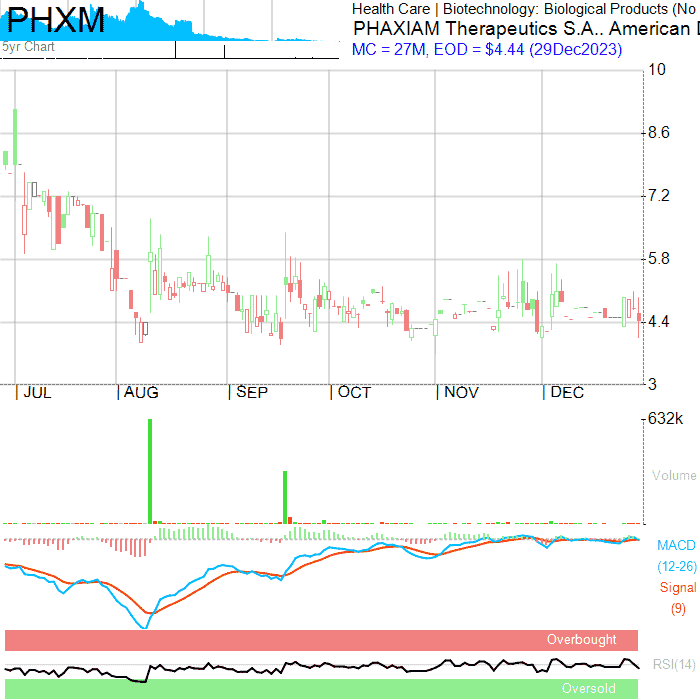 PHXM
5yr Chart
Health Care | Biotechnology: Biological Products (No
PHAXIAM Therapeutics S.A.. American
MC = 27M, EOD = $4.44 (29Dec2023)
10
8.6
7.2
5.8
4.4
3
| JUL | AUG | SEP | OCT | NOV | DEC
632k
Volume
MACD
(12-26)
Signal
(9)
Overbought
RSI(14)
Oversold